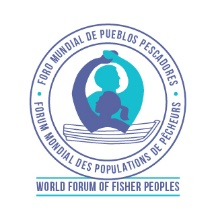 • FORO MUNDIAL DE PUEBLOS PESCADORES •
FORUM MONDIAL DES POPULATIONS DE PÊCHEURS
WORLD FORUM OF FISHER PEOPLES